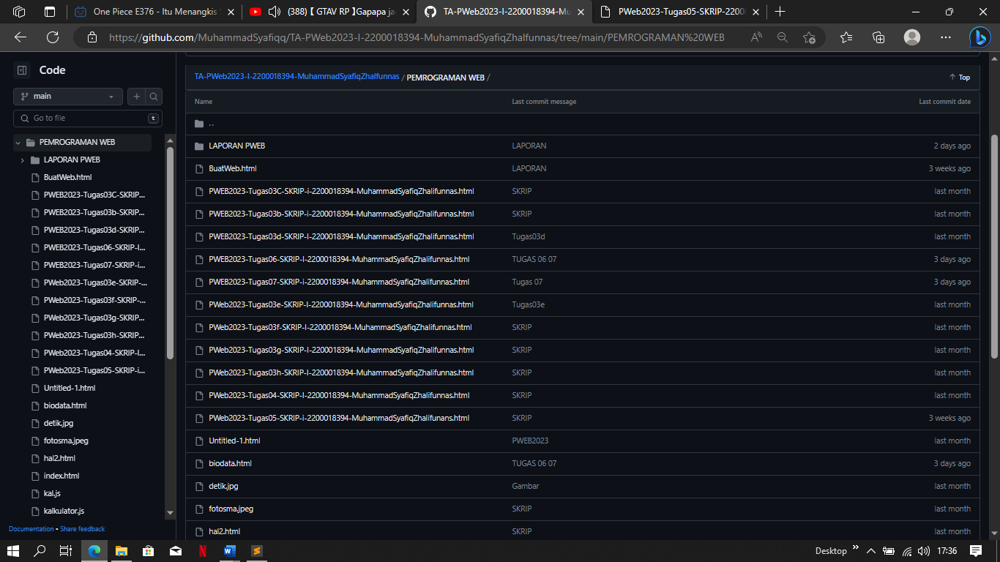 One Piece E376 - Itu Menangkis
(388) 【 GTAV RP 】Gapapa ja
TA-PWeb2023-I-2200018394-Mu
PWeb2023-Tugas05-SKRIP-2200
https://github.com/MuhammadSyafiqq/TA-PWeb2023-I-2200018394-MuhammadSyafiqZhalfunnas/tree/main/PEMROGRAMAN%20WEB
Code
main
Go to file
t
PEMROGRAMAN WEB
LAPORAN PWEB
BuatWeb.html
PWEB2023-Tugas03C-SKRIP...
PWEB2023-Tugas03b-SKRIP...
PWEB2023-Tugas03d-SKRIP...
PWEB2023-Tugas06-SKRIP-I...
PWEB2023-Tugas07-SKRIP-i...
PWeb2023-Tugas03e-SKRIP-...
PWeb2023-Tugas03f-SKRIP-...
PWeb2023-Tugas03g-SKRIP...
PWeb2023-Tugas03h-SKRIP...
PWeb2023-Tugas04-SKRIP-I...
PWeb2023-Tugas05-SKRIP-i...
Untitled-1.html
biodata.html
detik.jpg
fotosma.jpeg
hal2.html
index.html
kal.js
kalkulator.js
Documentation • Share feedback
TA-PWeb2023-I-2200018394-MuhammadSyafiqZhalfunnas / PEMROGRAMAN WEB /
Top
Name Last commit message Last commit date
..
LAPORAN PWEB LAPORAN 2 days ago
BuatWeb.html LAPORAN 3 weeks ago
PWEB2023-Tugas03C-SKRIP-i-2200018394-MuhammadSyafiqZhalifunnas.html SKRIP last month
PWEB2023-Tugas03b-SKRIP-i-2200018394-MuhammadSyafiqZhalifunnas.html SKRIP last month
PWEB2023-Tugas03d-SKRIP-i-2200018394-MuhammadSyafiqZhalifunnas.html Tugas03d last month
PWEB2023-Tugas06-SKRIP-I-2200018394-MuhammadSyafiqZhalifunnas.html TUGAS 06 07 3 days ago
PWEB2023-Tugas07-SKRIP-i-2200018394-MuhammadSyafiqZhalifunnas.html Tugas 07 3 days ago
PWeb2023-Tugas03e-SKRIP-I-2200018394-MuhammadSyafiqZhalifunnas.html Tugas03e last month
PWeb2023-Tugas03f-SKRIP-I-2200018394-MuhammadSyafiqZhalifunnas.html SKRIP last month
PWeb2023-Tugas03g-SKRIP-I-2200018394-MuhammadSyafiqZhalifunnas.html SKRIP last month
PWeb2023-Tugas03h-SKRIP-I-2200018394-MuhammadSyafiqZhalifunnas.html SKRIP last month
PWeb2023-Tugas04-SKRIP-I-2200018394-MuhammadSyafiqZhalifunnas.html SKRIP last month
PWeb2023-Tugas05-SKRIP-i-2200018394-MuhammadSyafiqZhalifunans.html SKRIP 3 weeks ago
Untitled-1.html PWEB2023 last month
biodata.html TUGAS 06 07 3 days ago
detik.jpg Gambar last month
fotosma.jpeg SKRIP last month
hal2.html SKRIP last month
Desktop
17:36